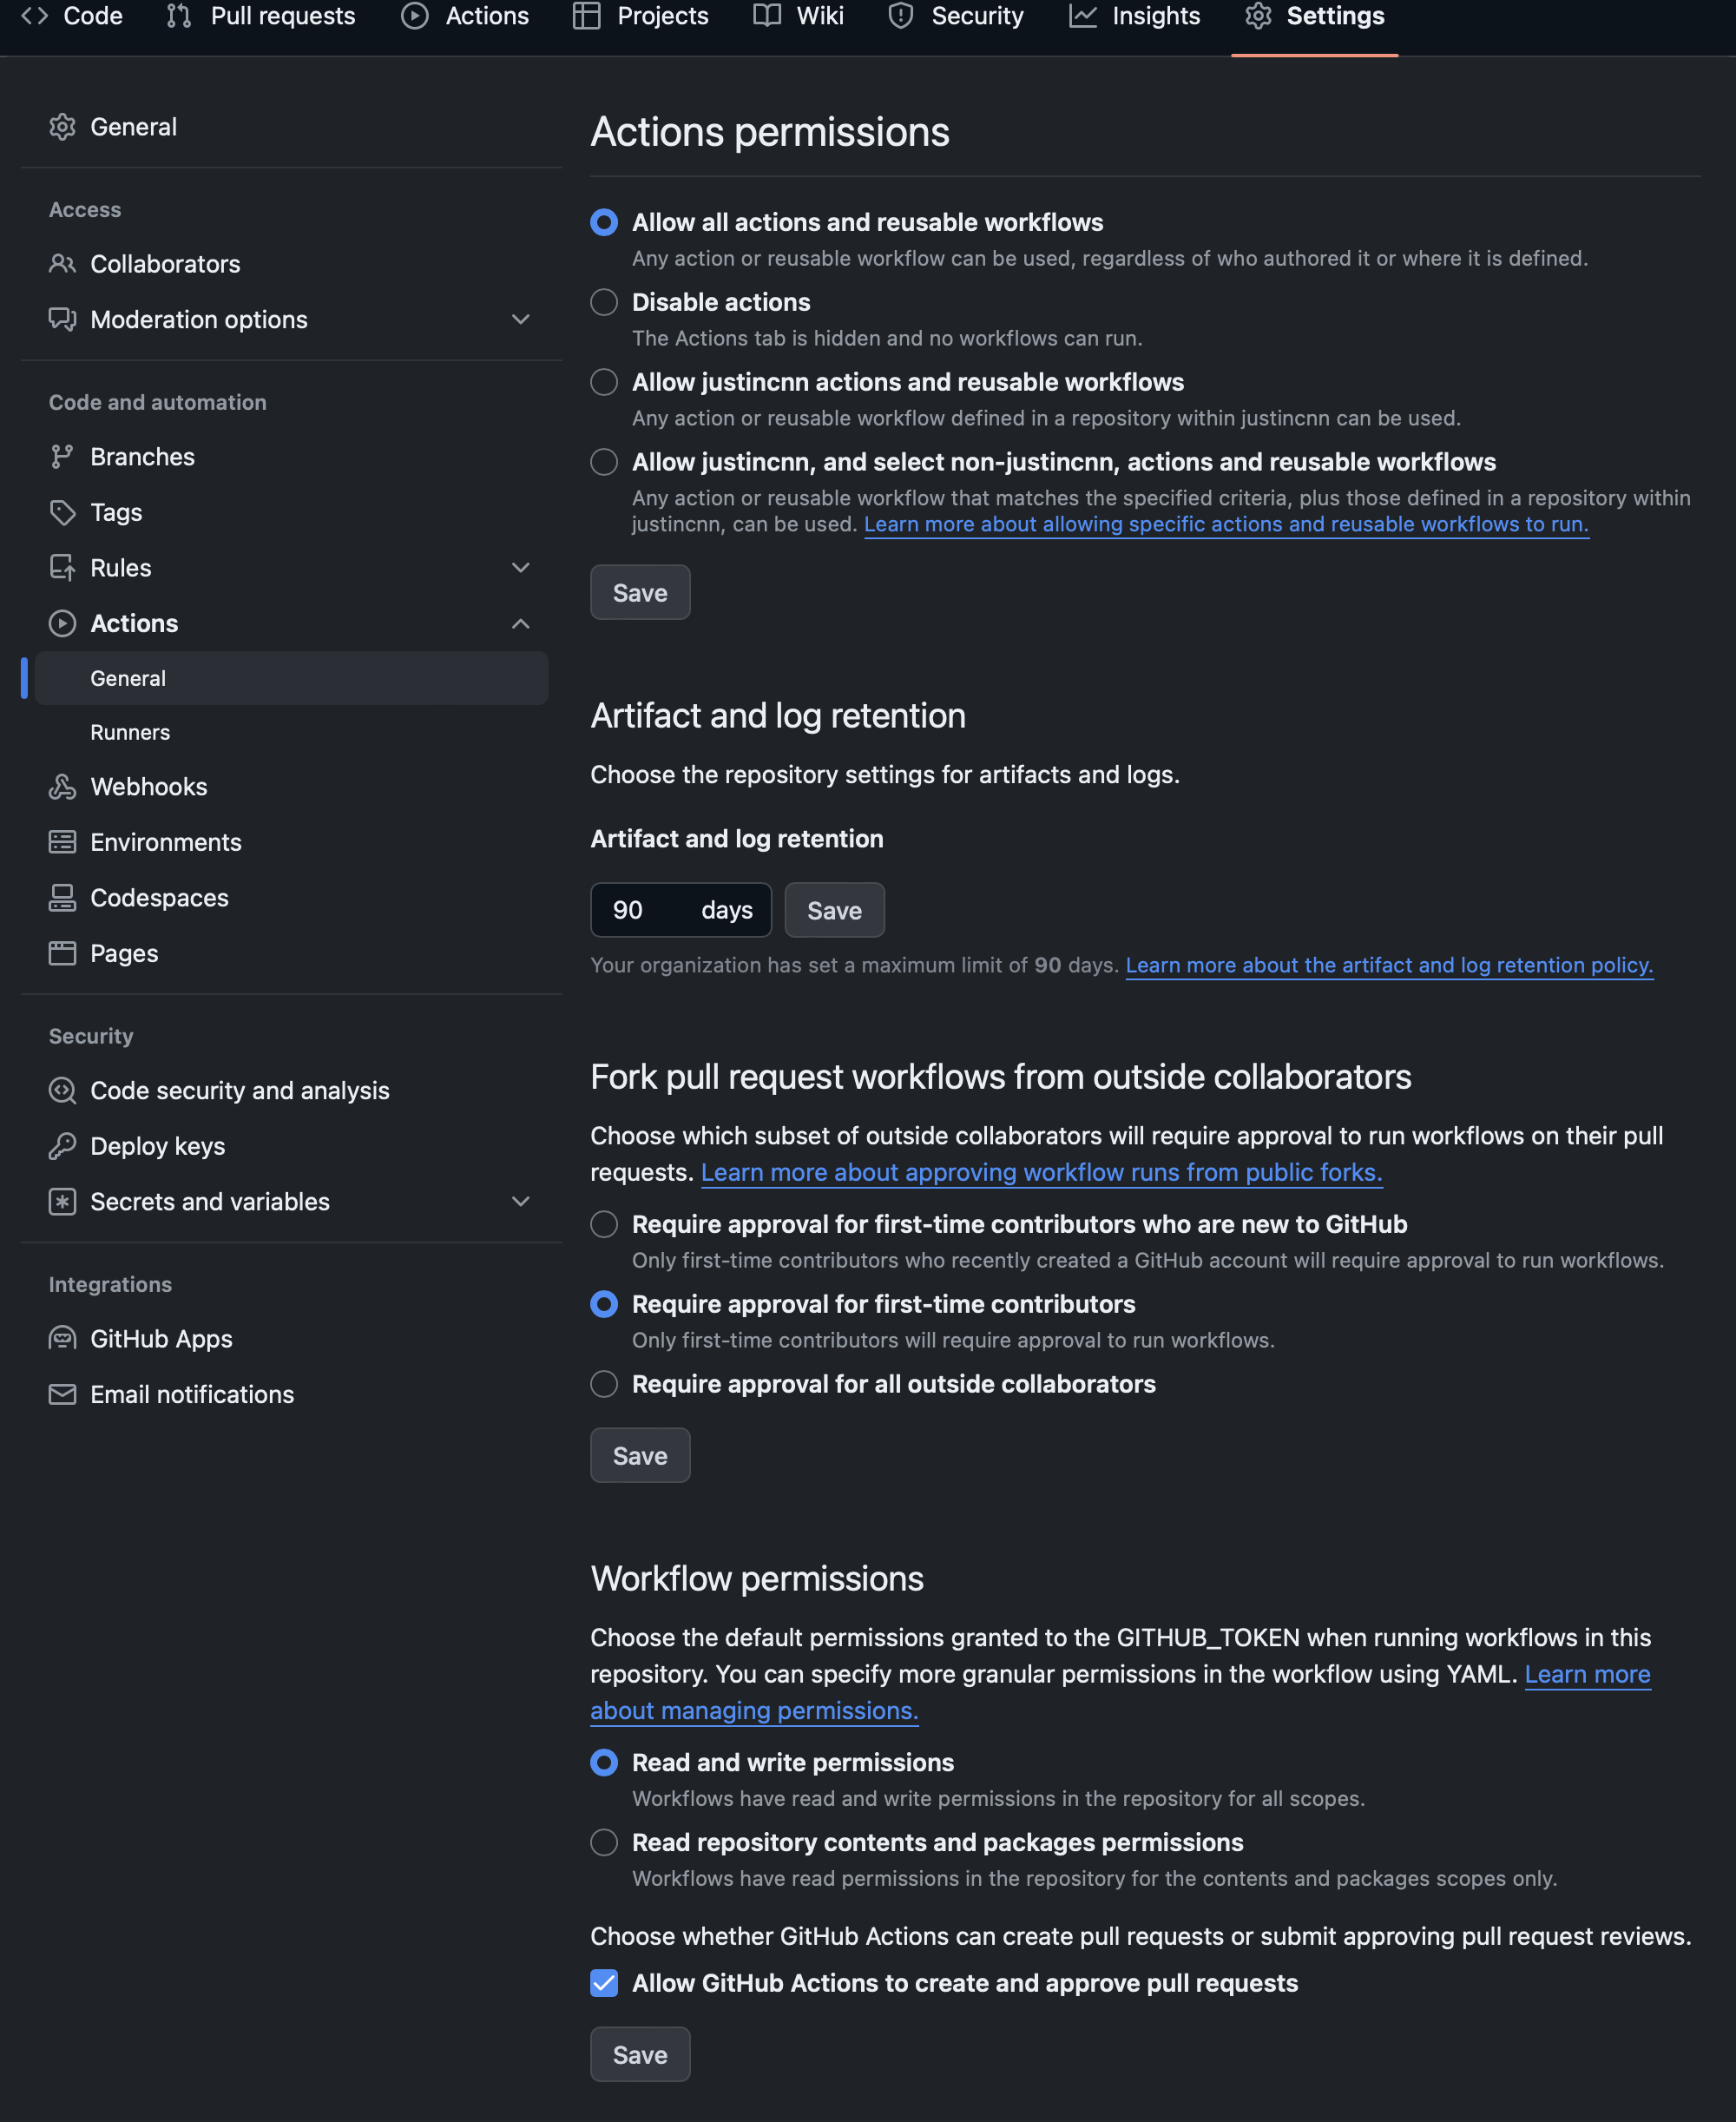 Code
Pull requests
Actions
Projects
Wiki
Security
Insights
Settings
General
Access
Collaborators
Moderation options
Code and automation
Branches
Tags
Rules
Actions
General
Runners
Webhooks
Environments
Codespaces
Pages
Security
Code security and analysis
Deploy keys
Secrets and variables
Integrations
GitHub Apps
Email notifications
Actions permissions
Allow all actions and reusable workflows
Any action or reusable workflow can be used, regardless of who authored it or where it is defined.
Disable actions
The Actions tab is hidden and no workflows can run.
Allow justincnn actions and reusable workflows
Any action or reusable workflow defined in a repository within justincnn can be used.
Allow justincnn, and select non-justincnn, actions and reusable workflows
Any action or reusable workflow that matches the specified criteria, plus those defined in a repository within
justincnn, can be used. Learn more about allowing specific actions and reusable workflows to run.
Save
Artifact and log retention
Choose the repository settings for artifacts and logs.
Artifact and log retention
90 days Save
Your organization has set a maximum limit of 90 days. Learn more about the artifact and log retention policy.
Fork pull request workflows from outside collaborators
Choose which subset of outside collaborators will require approval to run workflows on their pull
requests. Learn more about approving workflow runs from public forks.
Require approval for first-time contributors who are new to GitHub
Only first-time contributors who recently created a GitHub account will require approval to run workflows.
Require approval for first-time contributors
Only first-time contributors will require approval to run workflows.
Require approval for all outside collaborators
Save
Workflow permissions
Choose the default permissions granted to the GITHUB_TOKEN when running workflows in this
repository. You can specify more granular permissions in the workflow using YAML. Learn more
about managing permissions.
Read and write permissions
Workflows have read and write permissions in the repository for all scopes.
Read repository contents and packages permissions
Workflows have read permissions in the repository for the contents and packages scopes only.
Choose whether GitHub Actions can create pull requests or submit approving pull request reviews.
Allow GitHub Actions to create and approve pull requests
Save